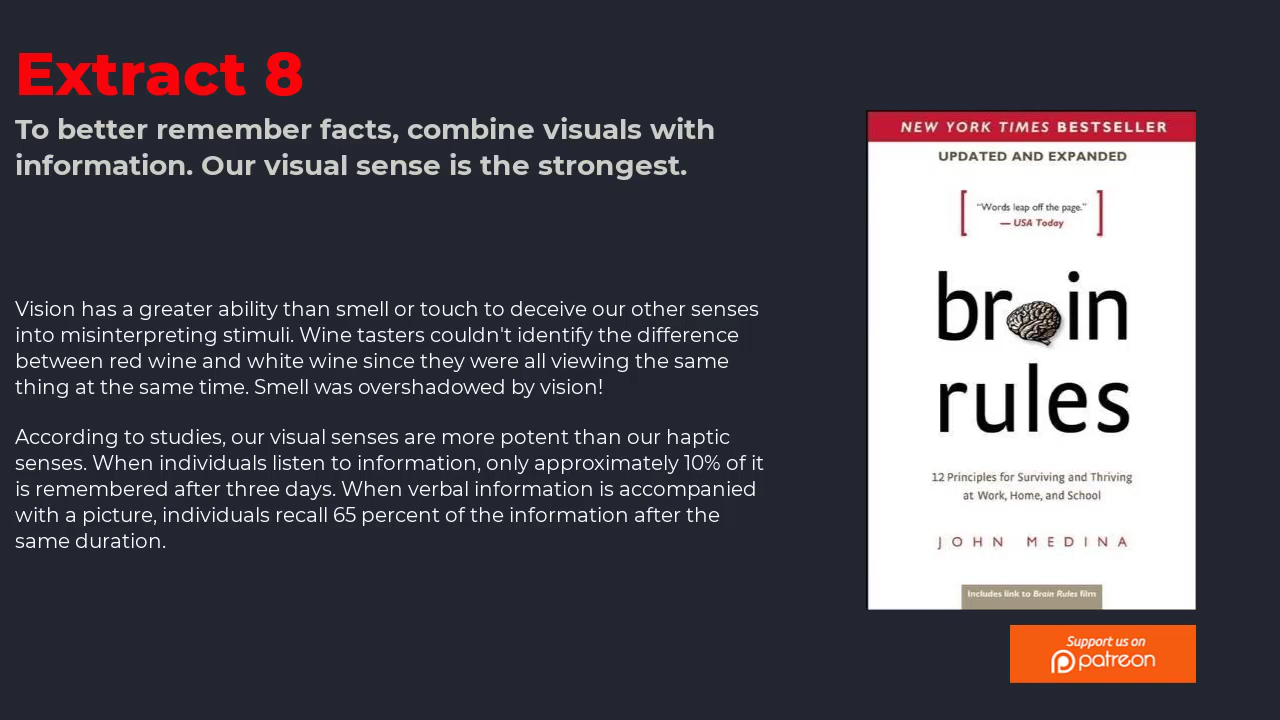 Extract 8
To better remember facts, combine visuals with
information. Our visual sense is the strongest.
Vision has a greater ability than smell or touch to deceive our other senses
into misinterpreting stimuli. Wine tasters couldn't identify the difference
between red wine and white wine since they were all viewing the same
thing at the same time. Smell was overshadowed by vision!
According to studies, our visual senses are more potent than our haptic
senses. When individuals listen to information, only approximately 10% of it
is remembered after three days. When verbal information is accompanied
with a picture, individuals recall 65 percent of the information after the
same duration.
NEW YORK TIMES BESTSELLER
UPDATED AND EXPANDED
"Words leap off the page."
— USA Today
brain
rules
12 Principles for Surviving and Thriving
at Work, Home, and School
JOHN MEDINA
Includes link to Brain Rules film
Support us on
patreon